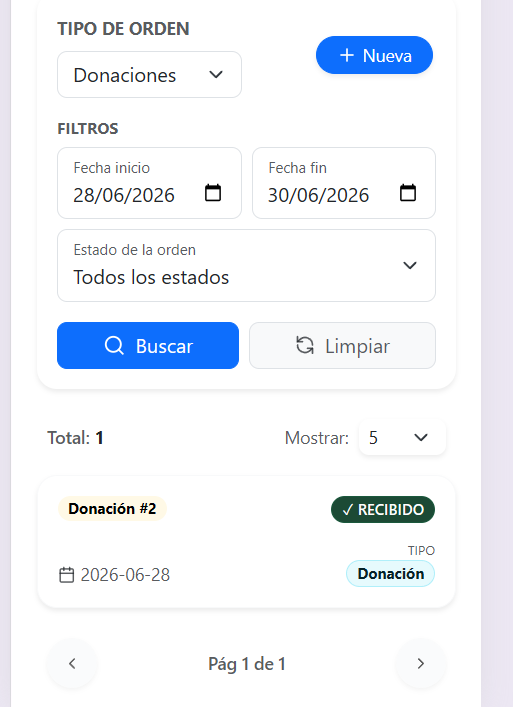 TIPO DE ORDEN
Donaciones
Nueva
FILTROS
Fecha inicio
28/06/2026
Fecha fin
30/06/2026
Estado de la orden
Todos los estados
Buscar
Limpiar
Total: 1
Mostrar: 5
Donación #2
✓ RECIBIDO
TIPO
2026-06-28
Donación
Pág 1 de 1